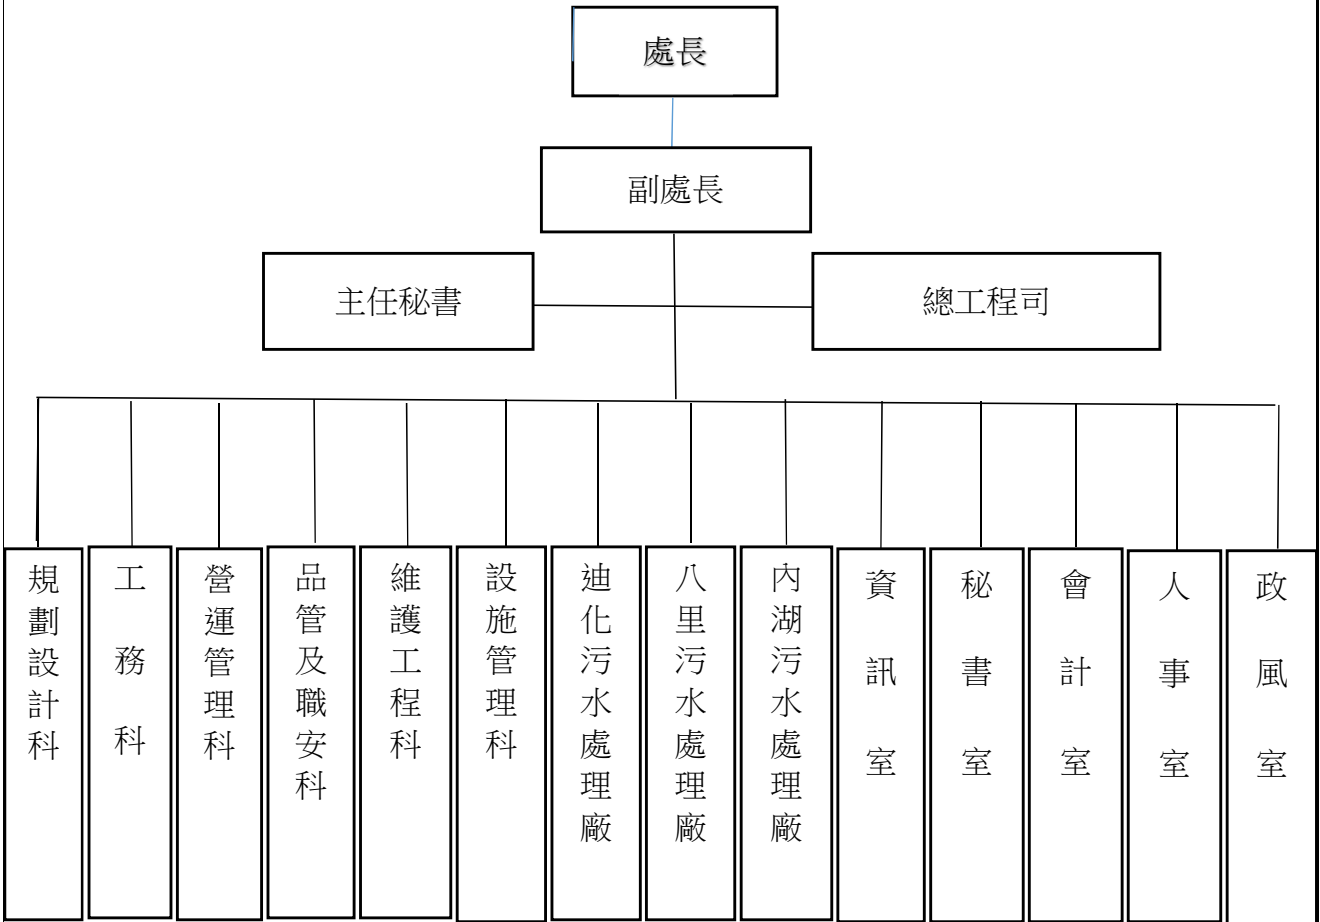 處長
副處長
主任秘書
總工程司
規劃設計科
工務科
營運管理科
品管及職安科
維護工程科
設施管理科
迪化污水處理廠
八里污水處理廠
內湖污水處理廠
資訊室
秘書室
會計室
人事室
政風室